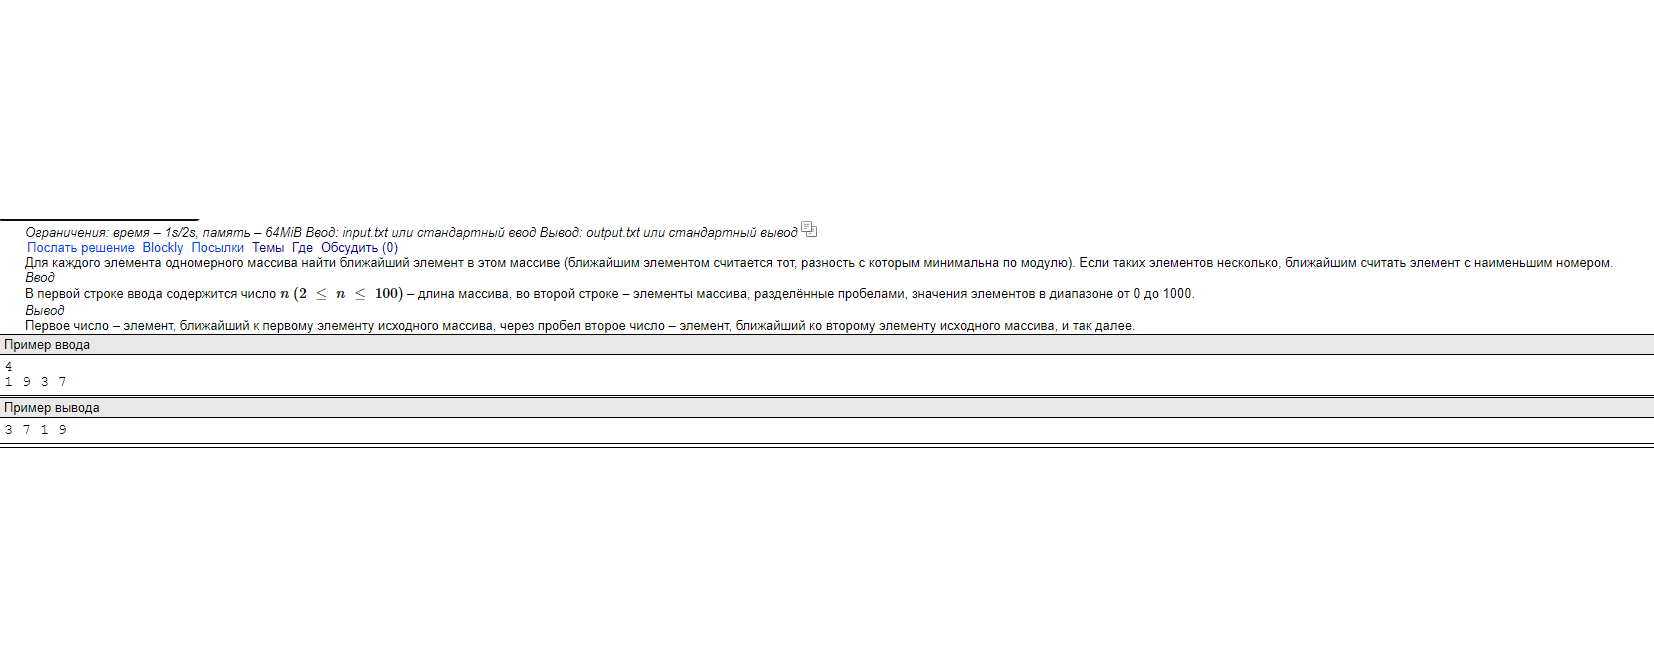 Ограничения: время – 1s/2s, память – 64MiB Ввод: input.txt или стандартный ввод Вывод: output.txt или стандартный вывод
Послать решение Blockly Посылки Темы Где Обсудить (0)
Для каждого элемента одномерного массива найти ближайший элемент в этом массиве (ближайшим элементом считается тот, разность с которым минимальна по модулю). Если таких элементов несколько, ближайшим считать элемент с наименьшим номером.
Ввод
В первой строке ввода содержится число n (2 ≤ n ≤ 100) – длина массива, во второй строке – элементы массива, разделённые пробелами, значения элементов в диапазоне от 0 до 1000.
Вывод
Первое число – элемент, ближайший к первому элементу исходного массива, через пробел второе число – элемент, ближайший ко второму элементу исходного массива, и так далее.
Пример ввода
4
1 9 3 7
Пример вывода
3 7 1 9